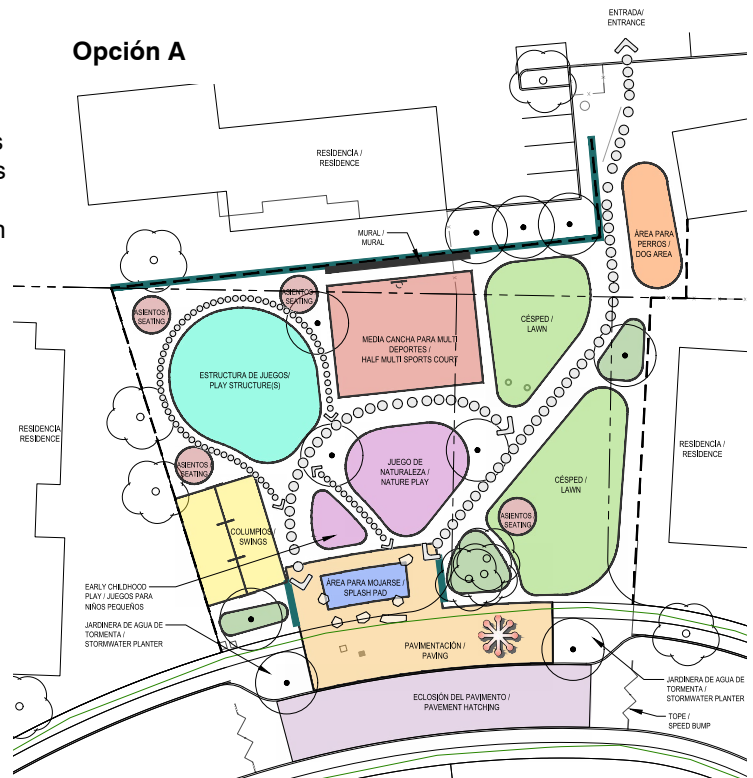 ENTRADA/
ENTRANCE
Opción A
s
s
n
RESIDENCIA /
RESIDENCE
MURAL /
MURAL
ÁREA PARA
PERROS /
DOG AREA
ASIENTOS /
SEATING
ASIENTOS /
SEATING
CÉSPED /
LAWN
MEDIA CANCHA PARA MULTI
DEPORTES /
HALF MULTI SPORTS COURT
ESTRUCTURA DE JUEGOS/
PLAY STRUCTURE(S)
RESIDENCIA
RESIDENCE
RESIDENCIA /
RESIDENCE
ASIENTOS /
SEATING
JUEGO DE
NATURALEZA /
NATURE PLAY
CÉSPED /
LAWN
ASIENTOS
SEATING
COLUMPIOS /
SWINGS
EARLY CHILDHOOD
PLAY / JUEGOS PARA
NIÑOS PEQUEÑOS
ÁREA PARA MOJARSE /
SPLASH PAD
JARDINERA DE AGUA DE
TORMENTA /
STORMWATER PLANTER
PAVIMENTACIÓN /
PAVING
JARDINERA DE AGUA DE
TORMENTA /
STORMWATER PLANTER
ECLOSIÓN DEL PAVIMENTO /
PAVEMENT HATCHING
TOPE /
SPEED BUMP